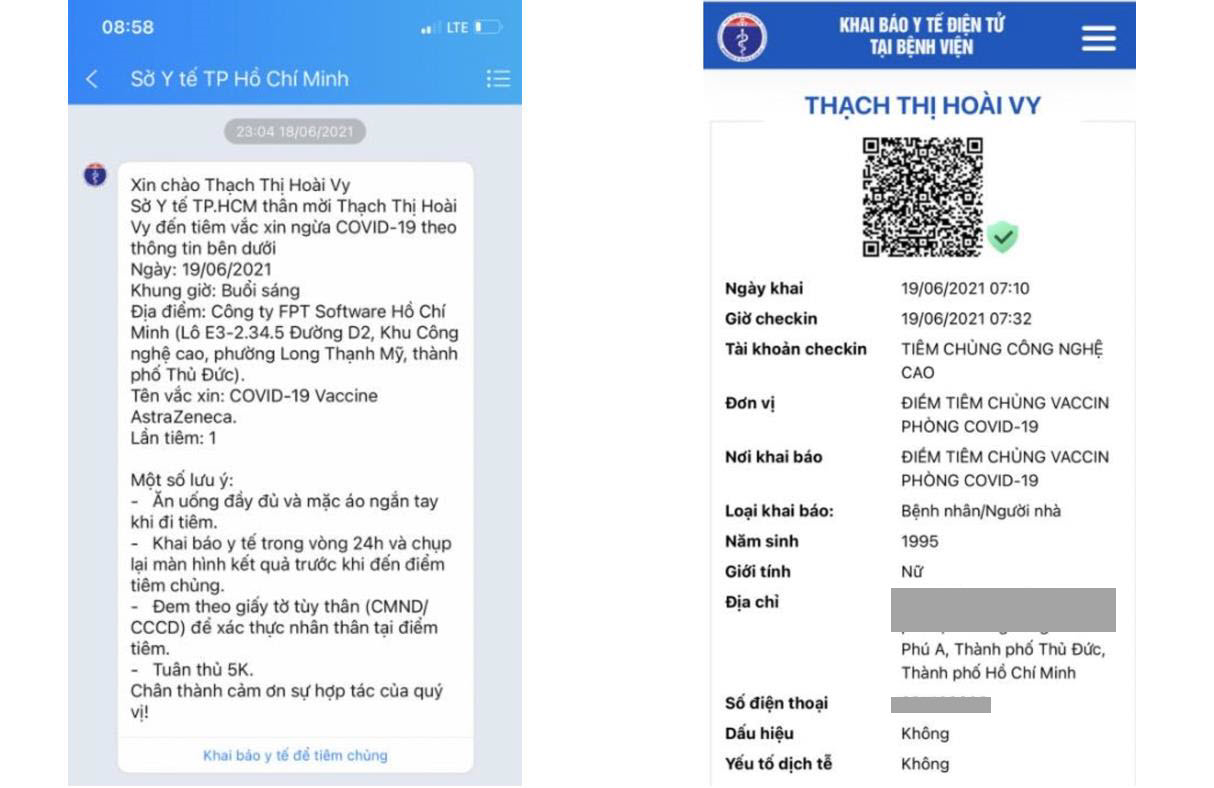 08:58
LTE
Sở Y tế TP Hồ Chí Minh
23:04 18/06/2021
Xin chào Thạch Thị Hoài Vy
Sở Y tế TP.HCM thân mời Thạch Thị Hoài
Vy đến tiêm vắc xin ngừa COVID-19 theo
thông tin bên dưới
Ngày: 19/06/2021
Khung giờ: Buổi sáng
Địa điểm: Công ty FPT Software Hồ Chí
Minh (Lô E3-2.34.5 Đường D2, Khu Công
nghệ cao, phường Long Thạnh Mỹ, thành
phố Thủ Đức).
Tên vắc xin: COVID-19 Vaccine
AstraZeneca.
Lần tiêm: 1
Một số lưu ý:
- Ăn uống đầy đủ và mặc áo ngắn tay
khi đi tiêm.
- Khai báo y tế trong vòng 24h và chụp
lại màn hình kết quả trước khi đến điểm
tiêm chủng.
- Đem theo giấy tờ tùy thân (CMND/
CCCD) để xác thực nhân thân tại điểm
tiêm.
- Tuân thủ 5K.
Chân thành cảm ơn sự hợp tác của quý
vị!
Khai báo y tế để tiêm chủng
KHAI BÁO Y TẾ ĐIỆN TỬ
TẠI BỆNH VIỆN
THẠCH THỊ HOÀI VY
Ngày khai 19/06/2021 07:10
Giờ checkin 19/06/2021 07:32
Tài khoản checkin TIÊM CHỦNG CÔNG NGHỆ
CAO
Đơn vị ĐIỂM TIÊM CHỦNG VACCIN
PHÒNG COVID-19
Nơi khai báo ĐIỂM TIÊM CHỦNG VACCIN
PHÒNG COVID-19
Loại khai báo: Bệnh nhân/Người nhà
Năm sinh 1995
Giới tính Nữ
Địa chỉ
Phú A, Thành phố Thủ Đức,
Thành phố Hồ Chí Minh
Số điện thoại
Dấu hiệu Không
Yếu tố dịch tễ Không